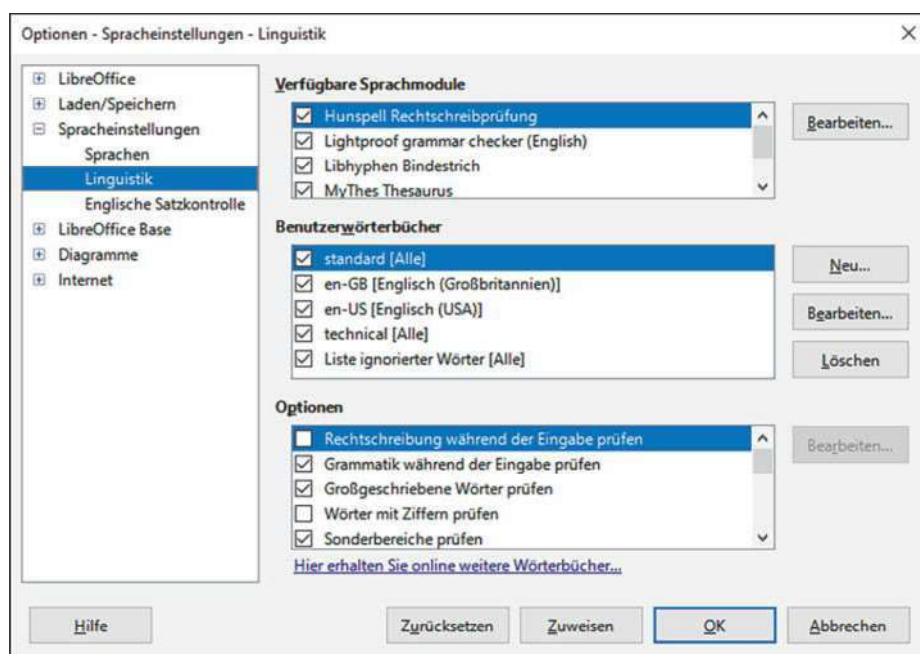 Optionen - Spracheinstellungen - Linguistik
LibreOffice
Laden/Speichern
Spracheinstellungen
Sprachen
Linguistik
Englische Satzkontrolle
LibreOffice Base
Diagramme
Internet
Verfügbare Sprachmodule
Hunspell Rechtschreibprüfung
Lightproof grammar checker (English)
Libhyphen Bindestrich
MyThes Thesaurus
Bearbeiten...
Benutzerwörterbücher
standard [Alle]
en-GB [Englisch (Großbritannien)]
en-US [Englisch (USA)]
technical [Alle]
Liste ignorierter Wörter [Alle]
Neu...
Bearbeiten...
Löschen
Optionen
Rechtschreibung während der Eingabe prüfen
Grammatik während der Eingabe prüfen
Großgeschriebene Wörter prüfen
Wörter mit Ziffern prüfen
Sonderbereiche prüfen
Bearbeiten...
Hier erhalten Sie online weitere Wörterbücher...
Hilfe
Zurücksetzen
Zuweisen
OK
Abbrechen